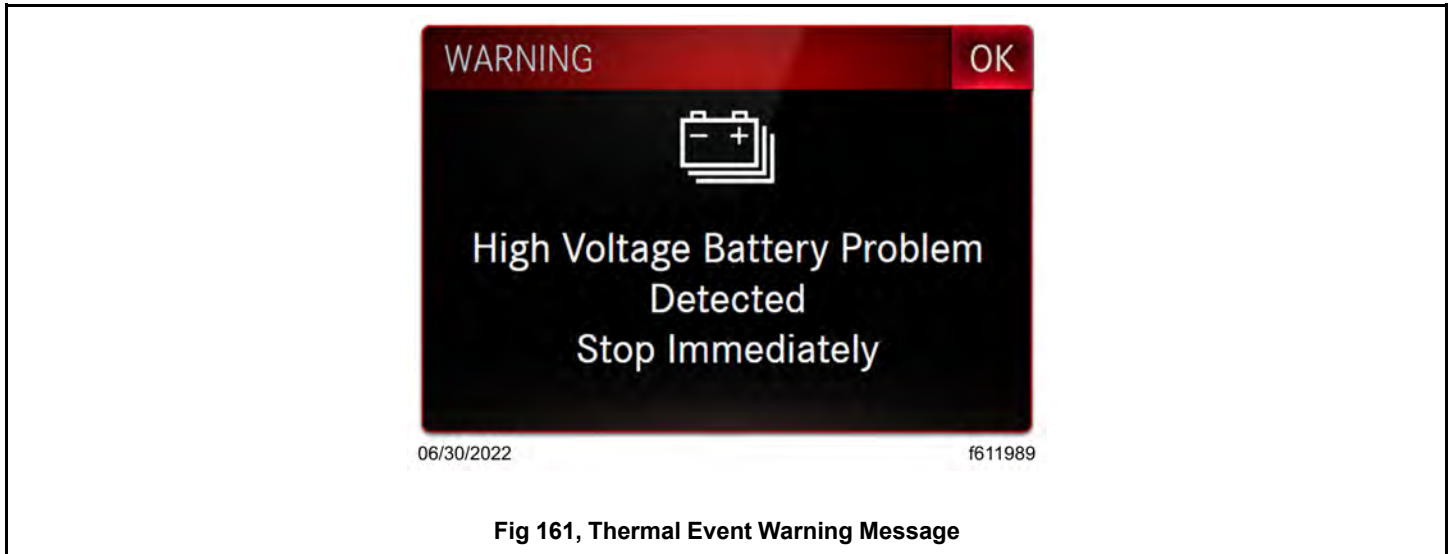 WARNING OK
High Voltage Battery Problem
Detected
Stop Immediately
06/30/2022 f611989
Fig 161, Thermal Event Warning Message